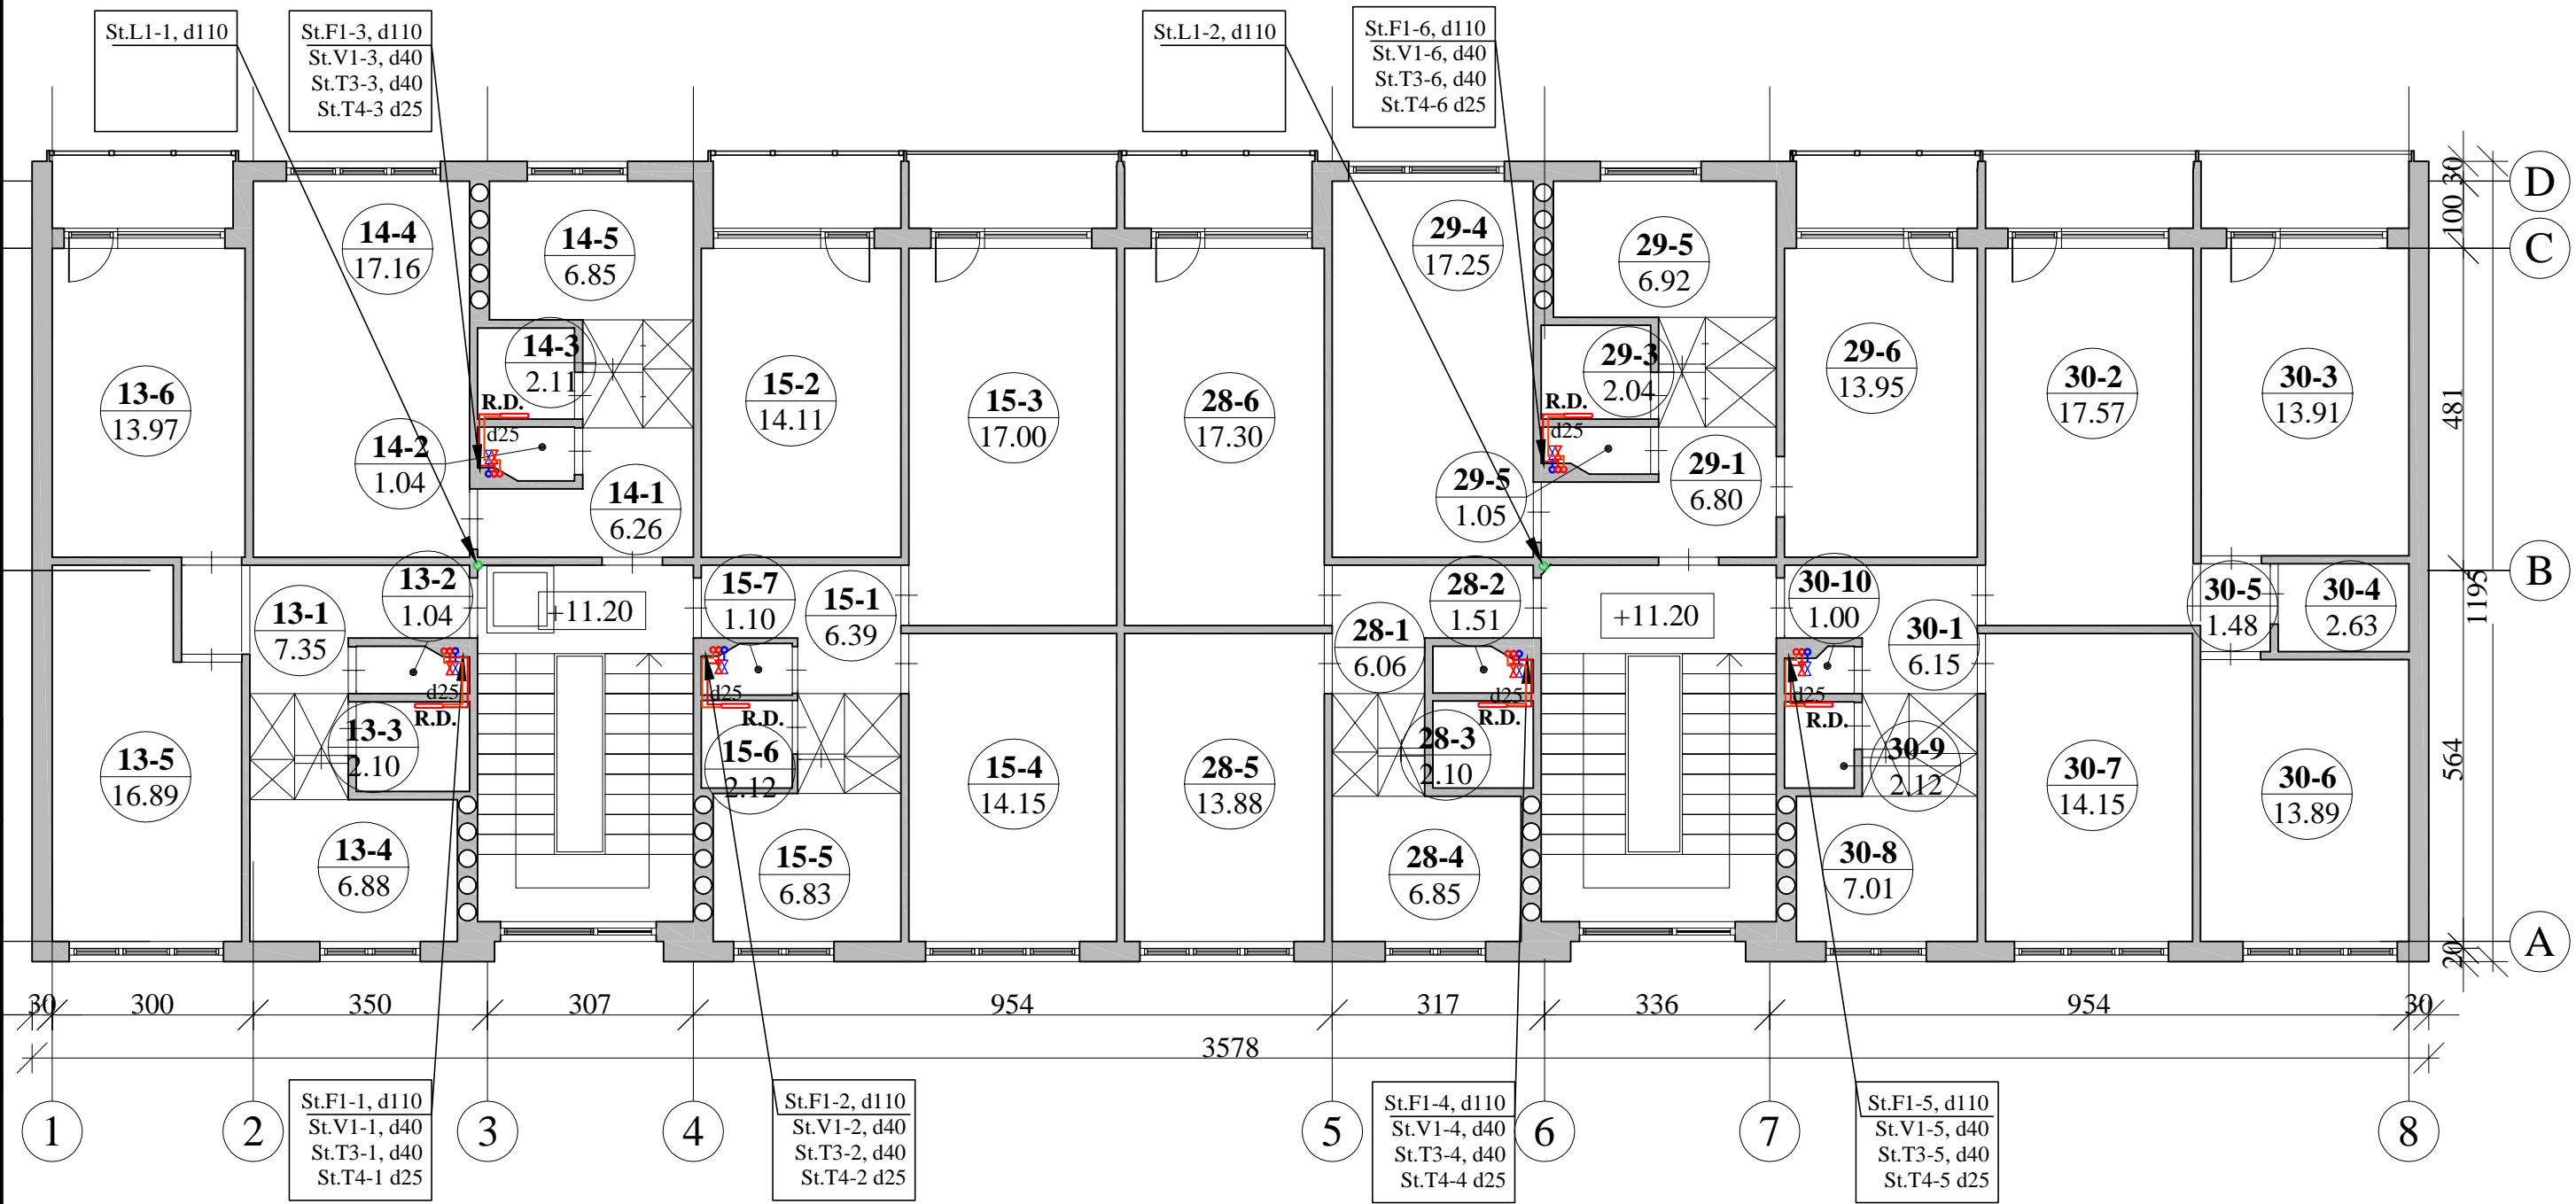 St.L1-1, d110
St.F1-3, d110
St.V1-3, d40
St.T3-3, d40
St.T4-3 d25
St.L1-2, d110
St.F1-6, d110
St.V1-6, d40
St.T3-6, d40
St.T4-6 d25
14-4
17.16
14-5
6.85
29-4
17.25
29-5
6.92
14-3
2.11
29-3
2.04
13-6
13.97
15-2
14.11
15-3
17.00
28-6
17.30
29-6
13.95
30-2
17.57
30-3
13.91
R.D.
d25
R.D.
d25
14-2
1.04
14-1
6.26
29-5
1.05
29-1
6.80
13-1
7.35
13-2
1.04
+11.20
15-7
1.10
15-1
6.39
28-1
6.06
28-2
1.51
+11.20
30-10
1.00
30-1
6.15
30-5
1.48
30-4
2.63
d25
R.D.
d25
R.D.
d25
R.D.
d25
R.D.
13-5
16.89
13-3
2.10
15-6
2.12
15-4
14.15
28-5
13.88
28-3
2.10
30-9
2.12
30-7
14.15
30-6
13.89
13-4
6.88
15-5
6.83
28-4
6.85
30-8
7.01
30
100
481
564
20
1195
D
C
B
A
30
300
350
307
954
317
336
954
30
3578
1
2
3
4
5
6
7
8
St.F1-1, d110
St.V1-1, d40
St.T3-1, d40
St.T4-1 d25
St.F1-2, d110
St.V1-2, d40
St.T3-2, d40
St.T4-2 d25
St.F1-4, d110
St.V1-4, d40
St.T3-4, d40
St.T4-4 d25
St.F1-5, d110
St.V1-5, d40
St.T3-5, d40
St.T4-5 d25